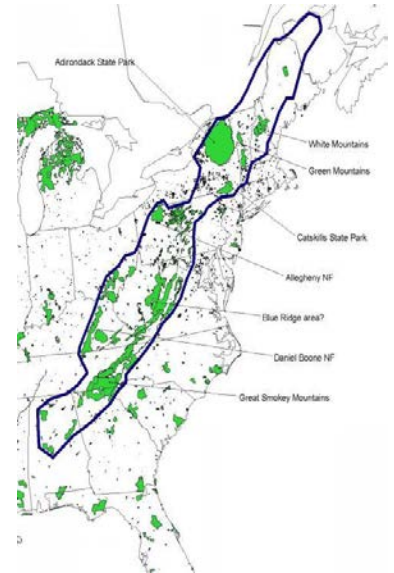 Adirondack State Park
White Mountains
Green Mountains
Catskills State Park
Allegheny NF
Blue Ridge area?
Daniel Boone NF
Great Smokey Mountains